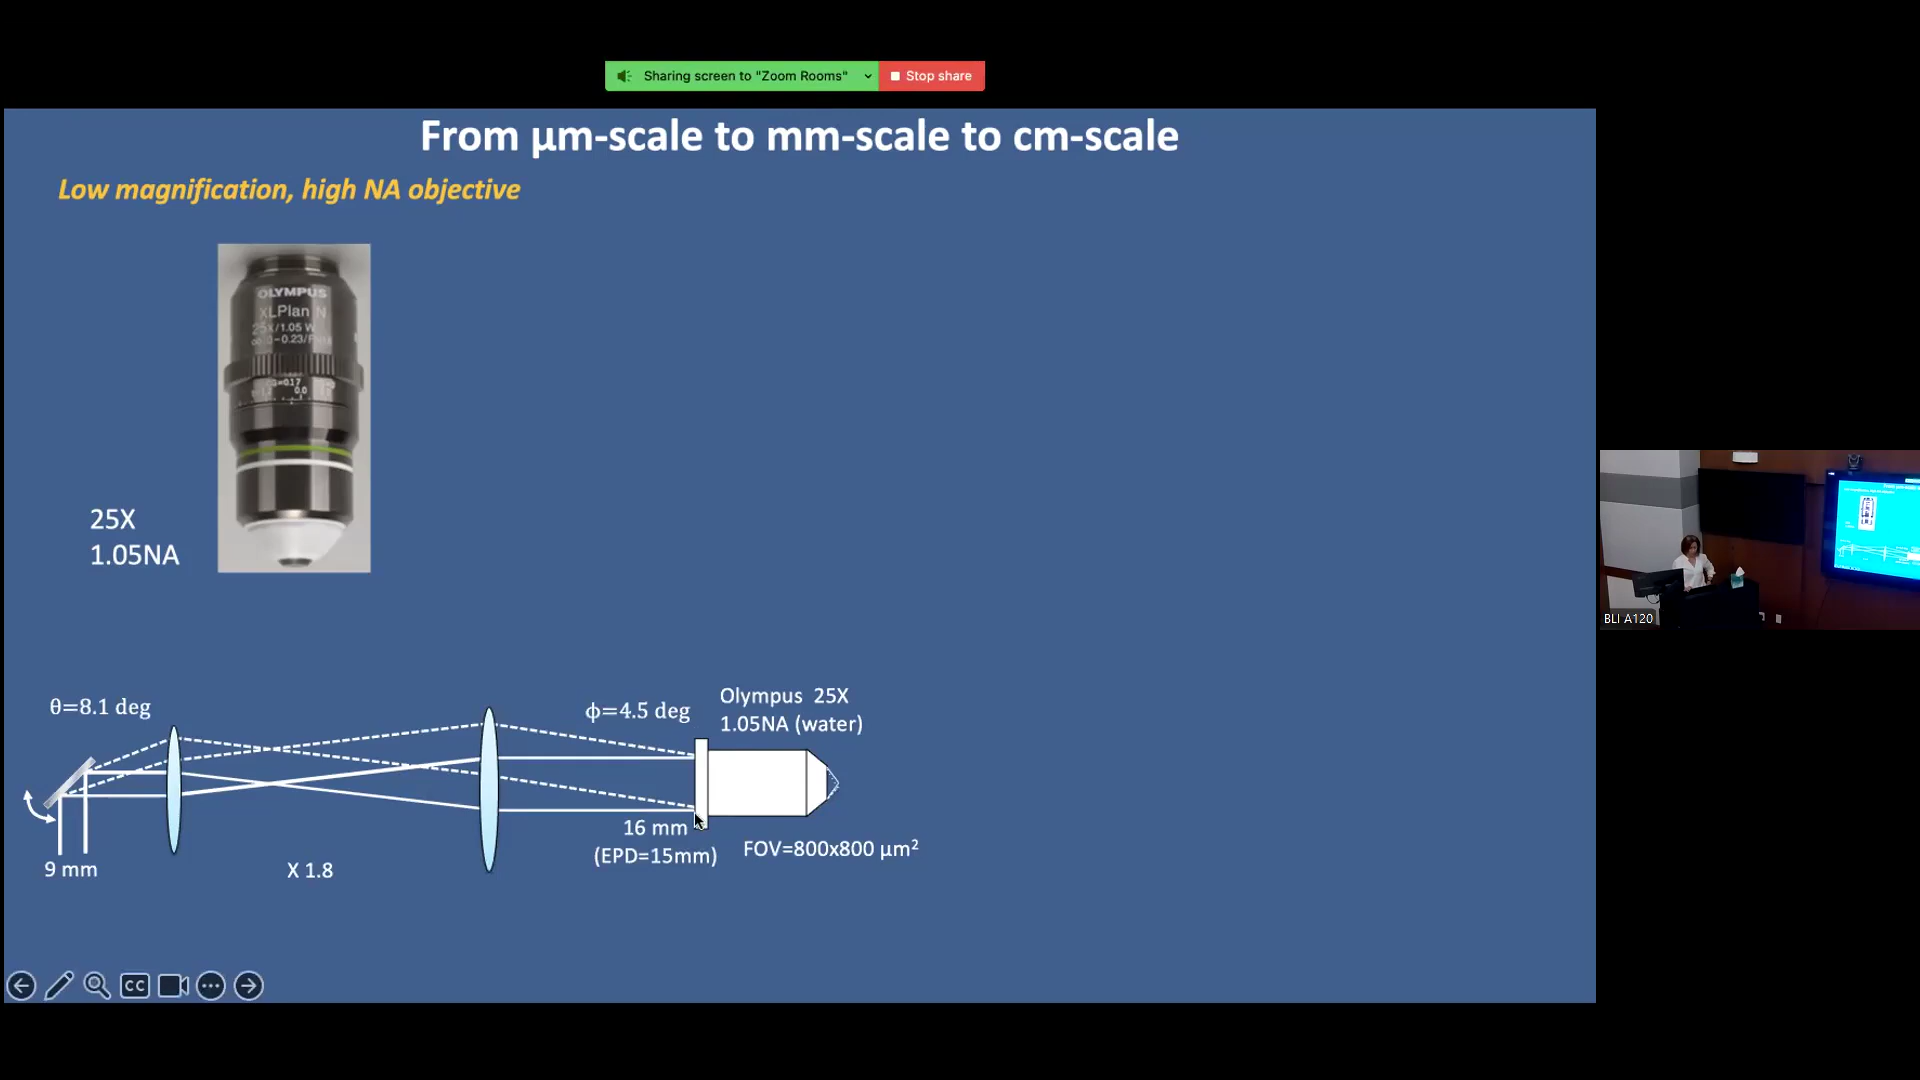 Sharing screen to "Zoom Rooms"
Stop share
From µm-scale to mm-scale to cm-scale
Low magnification, high NA objective
OLYMPUS
XLPlan N
25X/1.05 W
25X
1.05NA
θ=8.1 deg
ϕ=4.5 deg
Olympus 25X
1.05NA (water)
16 mm
(EPD=15mm)
FOV=800x800 µm²
9 mm
X 1.8
CC
BLI A120